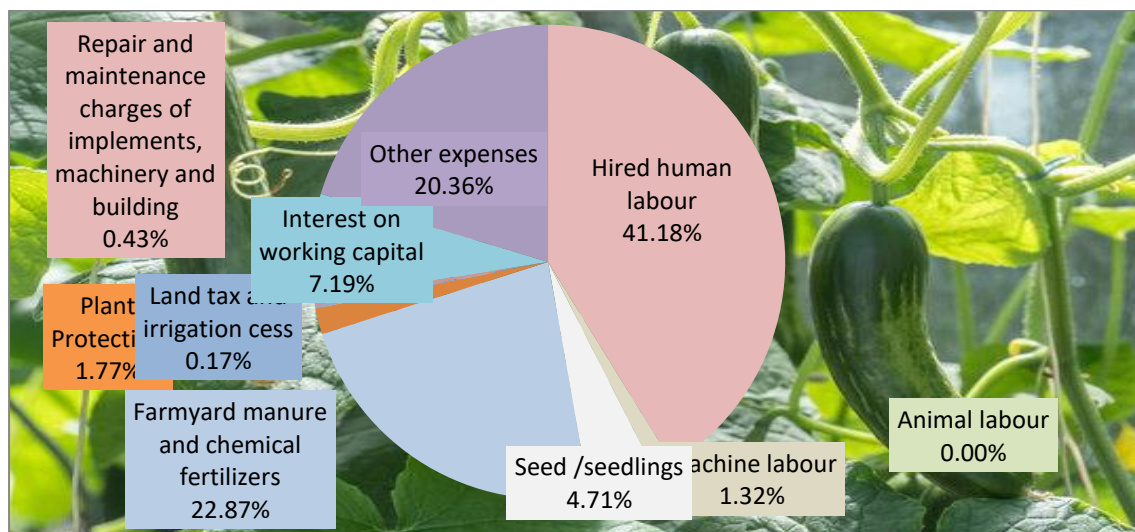 Repair and
maintenance
charges of
implements,
machinery and
building
0.43%
Other expenses
20.36%
Interest on
working capital
7.19%
Hired human
labour
41.18%
Plant
1.77%
Land tax and
irrigation cess
0.17%
Farmyard manure
and chemical
fertilizers
22.87%
Seed /seedlings
4.71%
labour
1.32%
Animal labour
0.00%